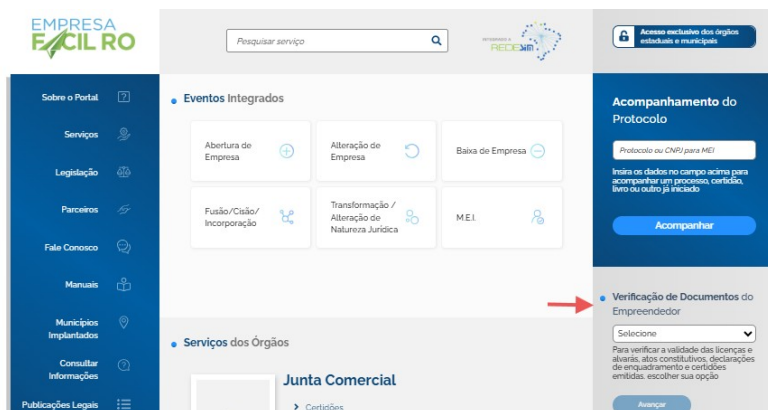 EMPRESA
FÁCIL RO
Pesquisar serviço
INTEGRADO À
REDESIM
Acesso exclusivo dos órgãos
estaduais e municipais
Sobre o Portal
Serviços
Legislação
Parceiros
Fale Conosco
Manuais
Municípios
Implantados
Consultar
Informações
Publicações Legais
Eventos Integrados
Abertura de
Empresa
Alteração de
Empresa
Baixa de Empresa
Fusão/Cisão/
Incorporação
Transformação /
Alteração de
Natureza Jurídica
M.E.I.
Serviços dos Órgãos
Junta Comercial
Certidões
Acompanhamento do
Protocolo
Protocolo ou CNPJ para MEI
Insira os dados no campo acima para
acompanhar um processo, certidão,
livro ou outro já iniciado
Acompanhar
Verificação de Documentos do
Empreendedor
Selecione
Para verificar a validade das licenças e
alvarás, atos constitutivos, declarações
de enquadramento e certidões
emitidas. escolher sua opção
Avançar